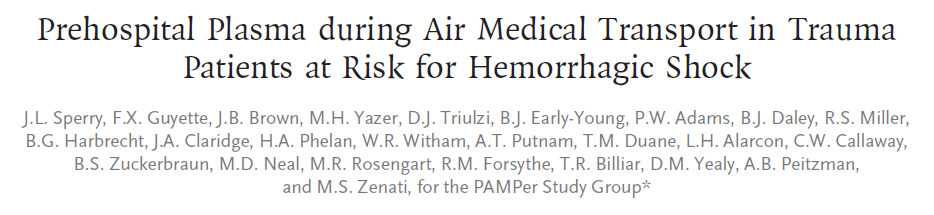 Prehospital Plasma during Air Medical Transport in Trauma
Patients at Risk for Hemorrhagic Shock
J.L. Sperry, F.X. Guyette, J.B. Brown, M.H. Yazer, D.J. Triulzi, B.J. Early-Young, P.W. Adams, B.J. Daley, R.S. Miller,
B.G. Harbrecht, J.A. Claridge, H.A. Phelan, W.R. Witham, A.T. Putnam, T.M. Duane, L.H. Alarcon, C.W. Callaway,
B.S. Zuckerbraun, M.D. Neal, M.R. Rosengart, R.M. Forsythe, T.R. Billiar, D.M. Yealy, A.B. Peitzman,
and M.S. Zenati, for the PAMPer Study Group*